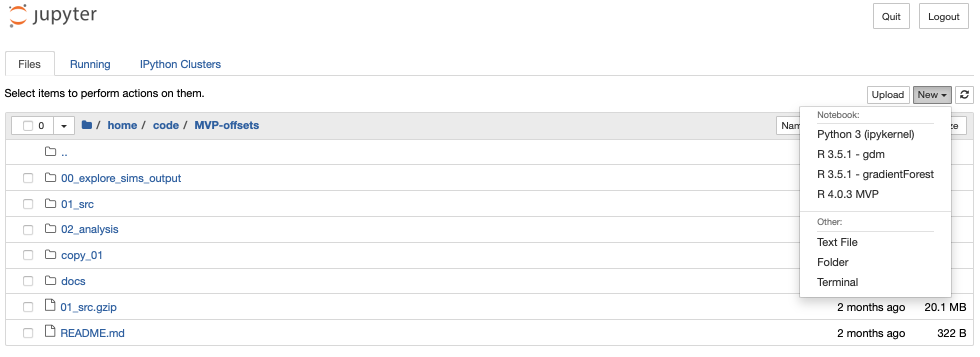 jupyter
Quit Logout
Files Running IPython Clusters
Select items to perform actions on them.
Upload New
0 / home / code / MVP-offsets
Notebook:
Python 3 (ipykernel)
R 3.5.1 - gdm
R 3.5.1 - gradientForest
R 4.0.3 MVP
Other:
Text File
Folder
Terminal
..
00_explore_sims_output
01_src
02_analysis
copy_01
docs
01_src.gzip 2 months ago 20.1 MB
README.md 2 months ago 322 B